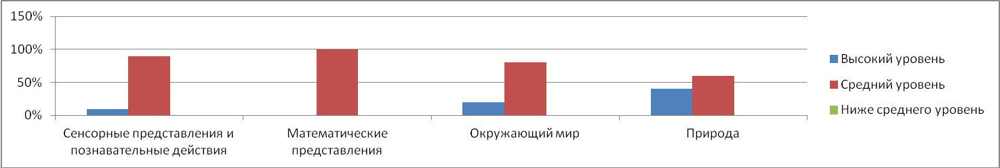 150%
100%
50%
0%
Сенсорные представления и
познавательные действия
Математические
представления
Окружающий мир
Природа
Высокий уровень
Средний уровень
Ниже среднего уровень